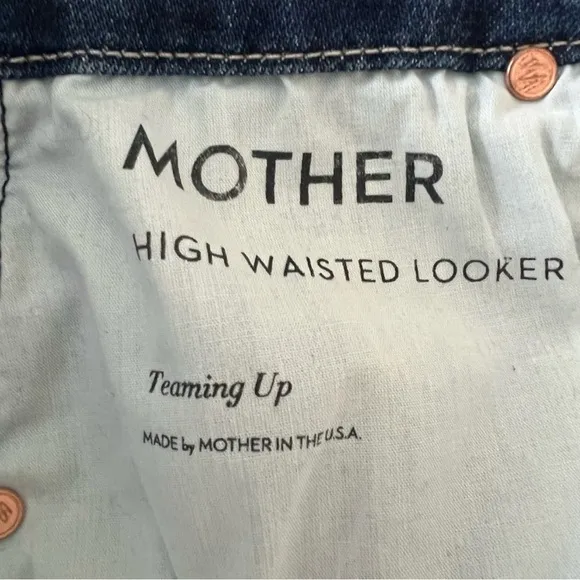 MOTHER
HIGH WAISTED LOOKER
Teaming Up
MADE by MOTHER IN THE U.S.A.